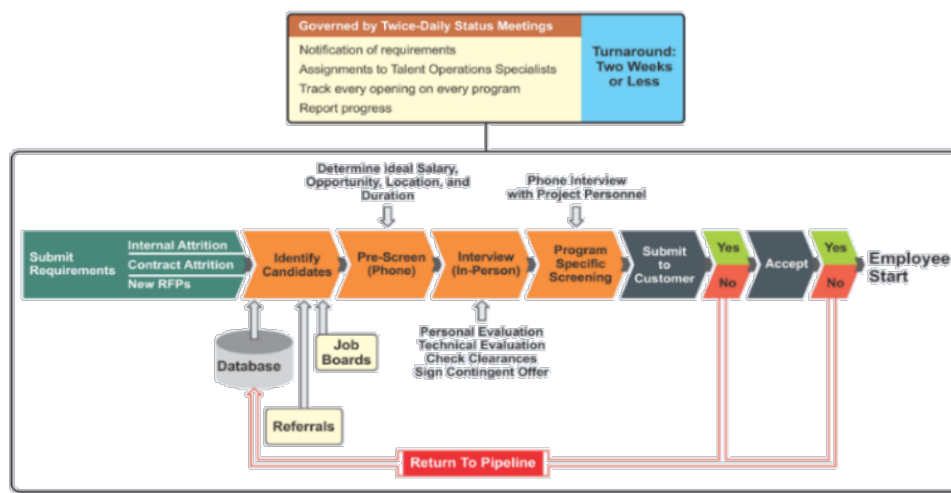 Governed by Twice-Daily Status Meetings
Notification of requirements
Assignments to Talent Operations Specialists
Track every opening on every program
Report progress
Turnaround:
Two Weeks
or Less
Determine Ideal Salary,
Opportunity, Location, and
Duration
Phone Interview
with Project Personnel
Submit
Requirements
Internal Attrition
Contract Attrition
New RFPs
Identify
Candidates
Pre-Screen
(Phone)
Interview
(In-Person)
Program
Specific
Screening
Submit
to
Customer
Yes
No
Accept
Yes
No
Employee
Start
Personal Evaluation
Technical Evaluation
Check Clearances
Sign Contingent Offer
Database
Job
Boards
Referrals
Return To Pipeline